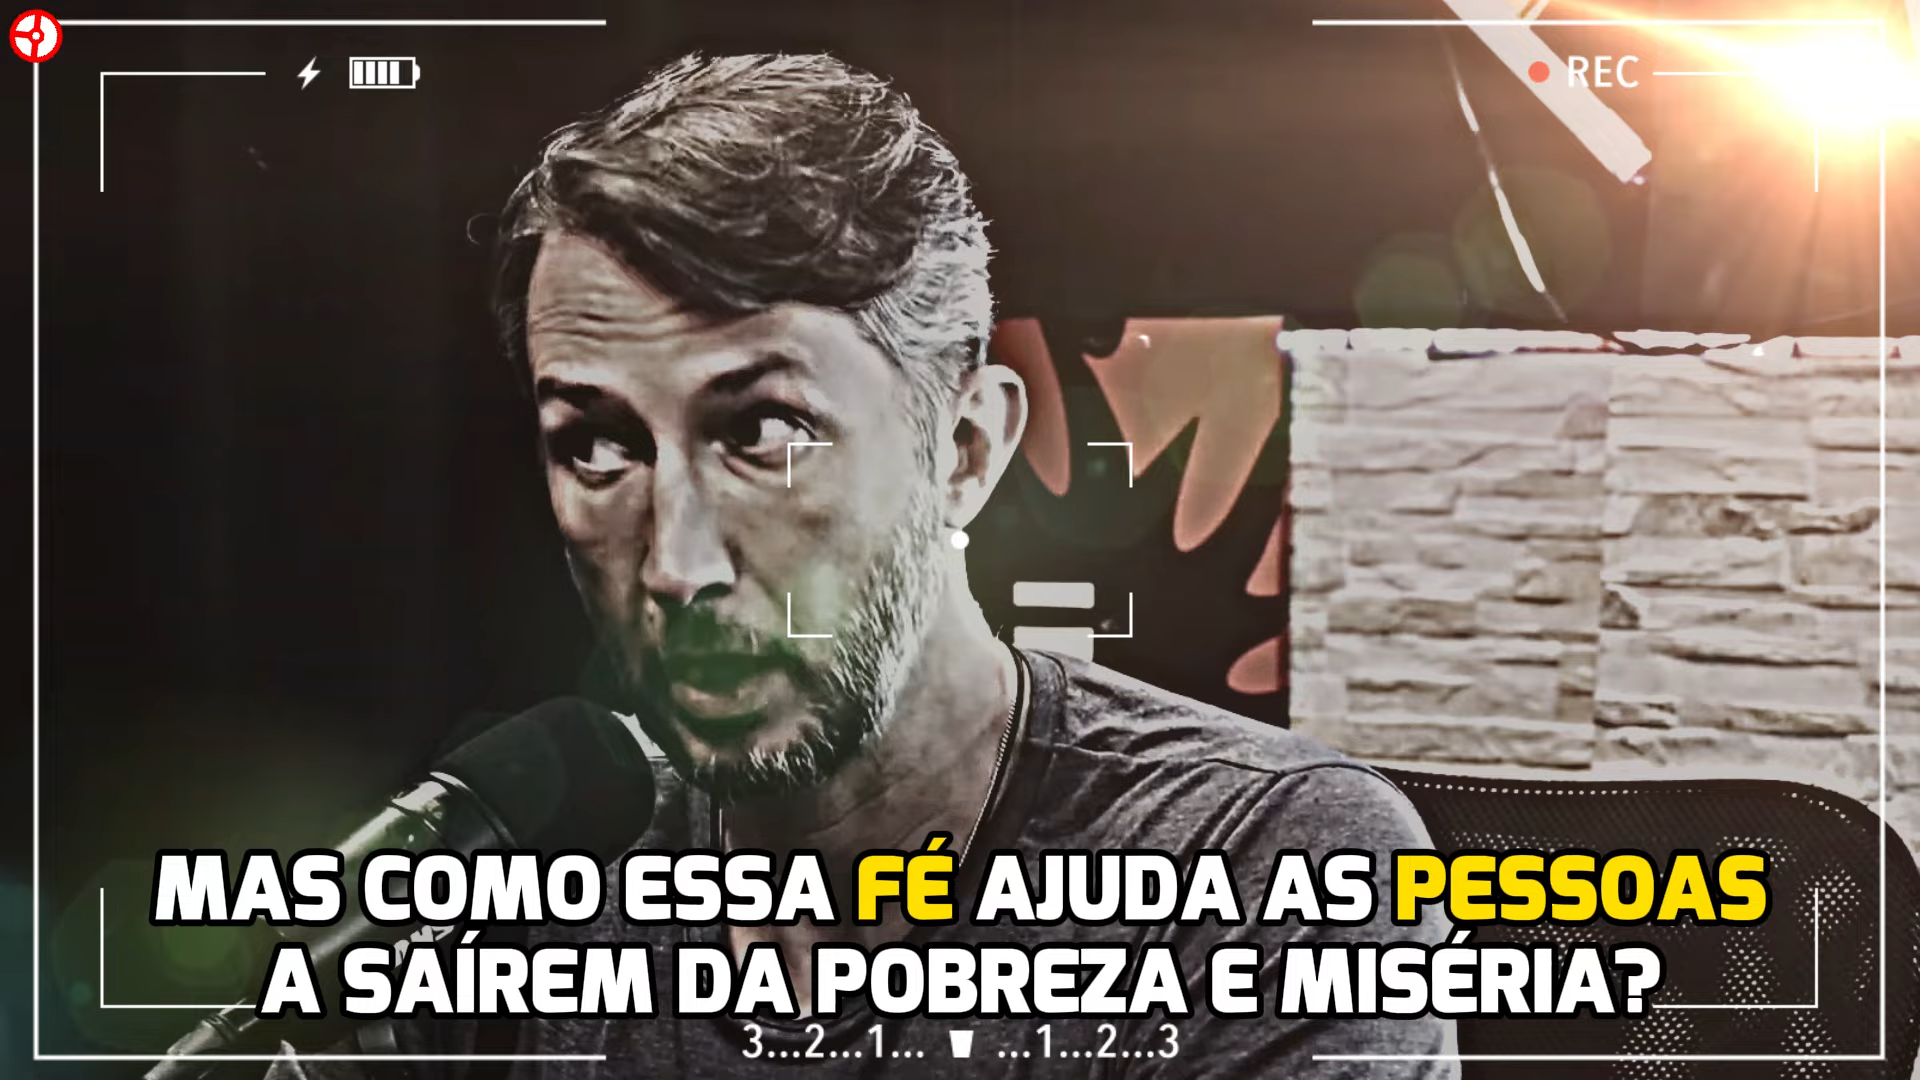 REC
MAS COMO ESSA FÉ AJUDA AS PESSOAS
A SAÍREM DA POBREZA E MISÉRIA?
3...2...1... ...1...2...3